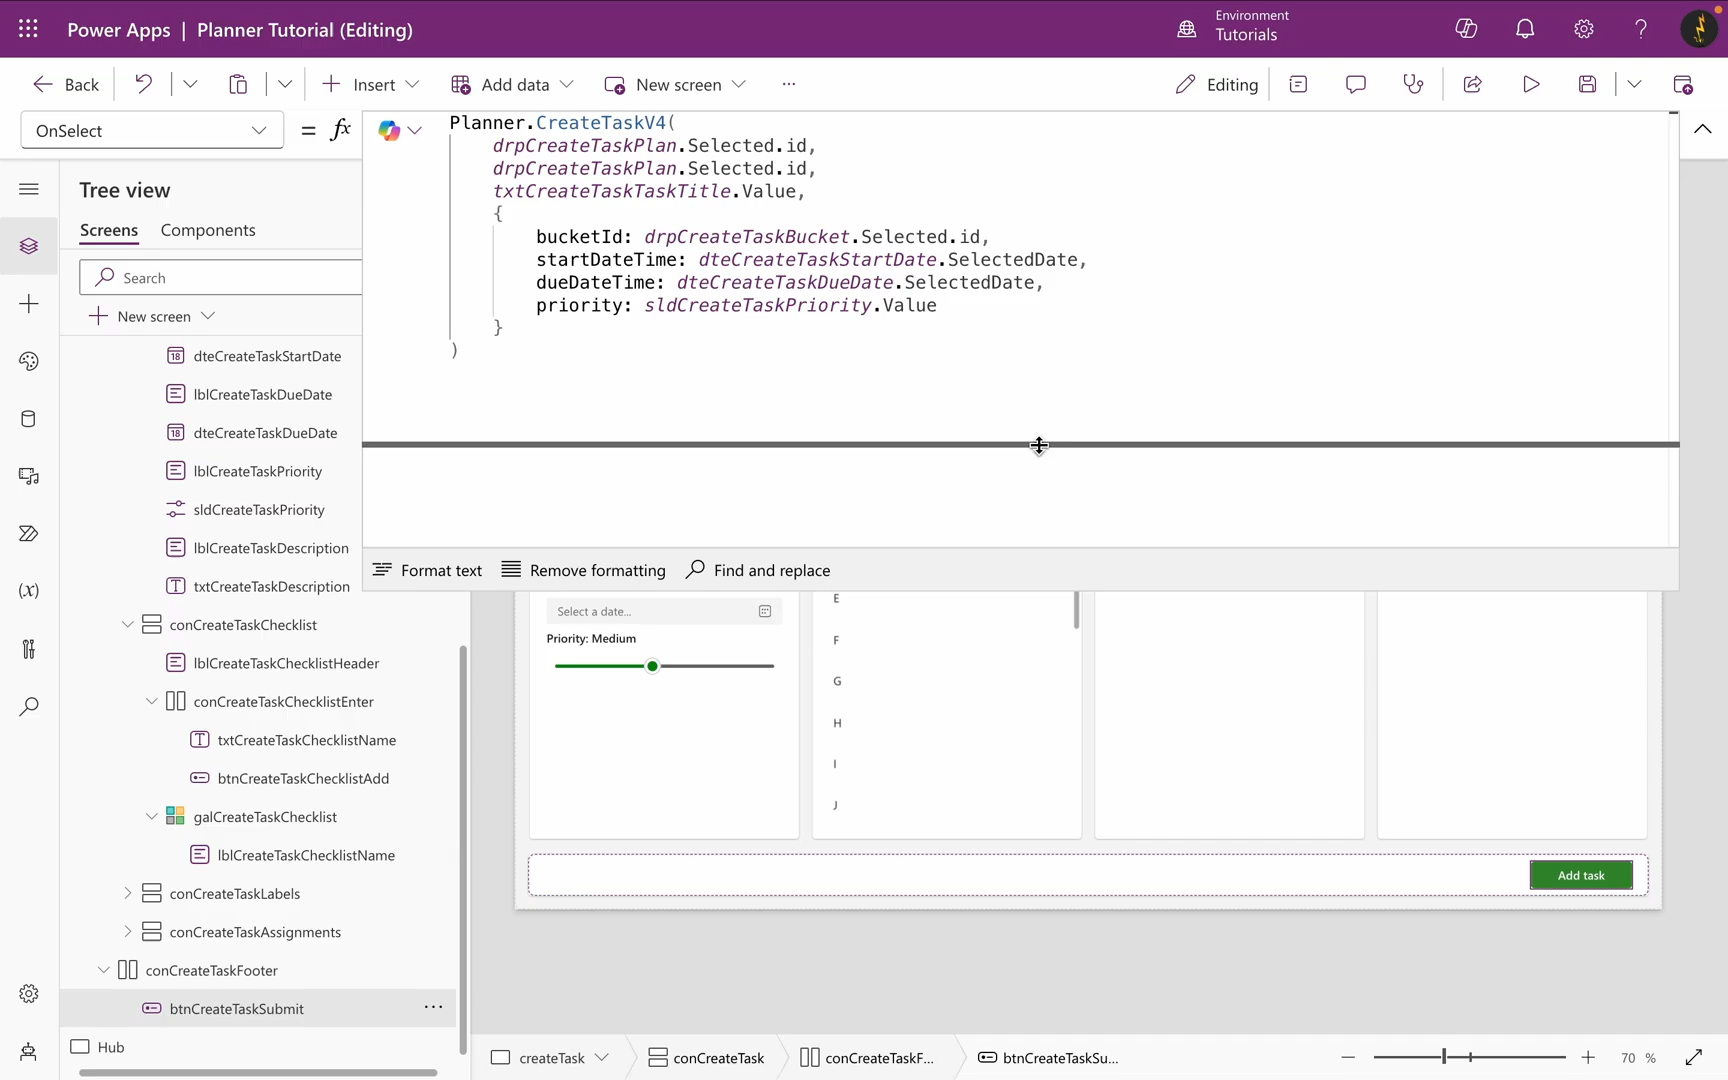 Power Apps | Planner Tutorial (Editing)
Environment
Tutorials
Back
Insert
Add data
New screen
...
Editing
OnSelect
= fx
Planner.CreateTaskV4(
drpCreateTaskPlan.Selected.id,
drpCreateTaskPlan.Selected.id,
txtCreateTaskTaskTitle.Value,
{
bucketId: drpCreateTaskBucket.Selected.id,
startDateTime: dteCreateTaskStartDate.SelectedDate,
dueDateTime: dteCreateTaskDueDate.SelectedDate,
priority: sldCreateTaskPriority.Value
}
)
Format text
Remove formatting
Find and replace
Tree view
Screens
Components
Search
New screen
18 dteCreateTaskStartDate
lblCreateTaskDueDate
18 dteCreateTaskDueDate
lblCreateTaskPriority
sldCreateTaskPriority
lblCreateTaskDescription
txtCreateTaskDescription
conCreateTaskChecklist
lblCreateTaskChecklistHeader
conCreateTaskChecklistEnter
txtCreateTaskChecklistName
btnCreateTaskChecklistAdd
galCreateTaskChecklist
lblCreateTaskChecklistName
conCreateTaskLabels
conCreateTaskAssignments
conCreateTaskFooter
btnCreateTaskSubmit
...
Hub
(x)
Select a date...
Priority: Medium
E
F
G
H
I
J
Add task
createTask
conCreateTask
conCreateTaskF...
btnCreateTaskSu...
70 %